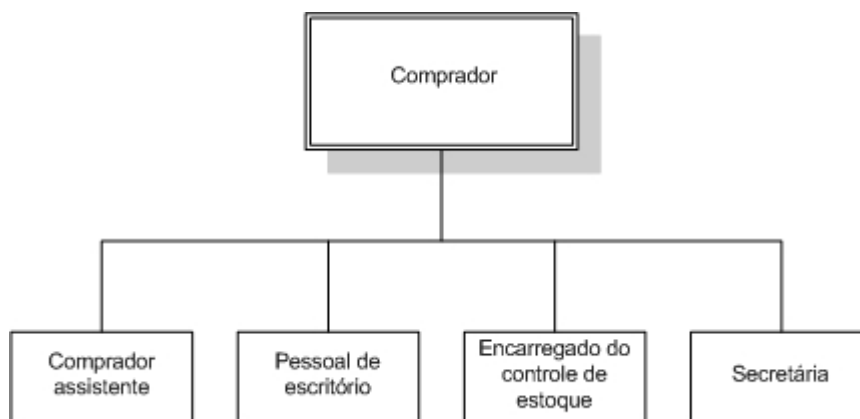 Comprador
Comprador
assistente
Pessoal de
escritório
Encarregado do
controle de
estoque
Secretária